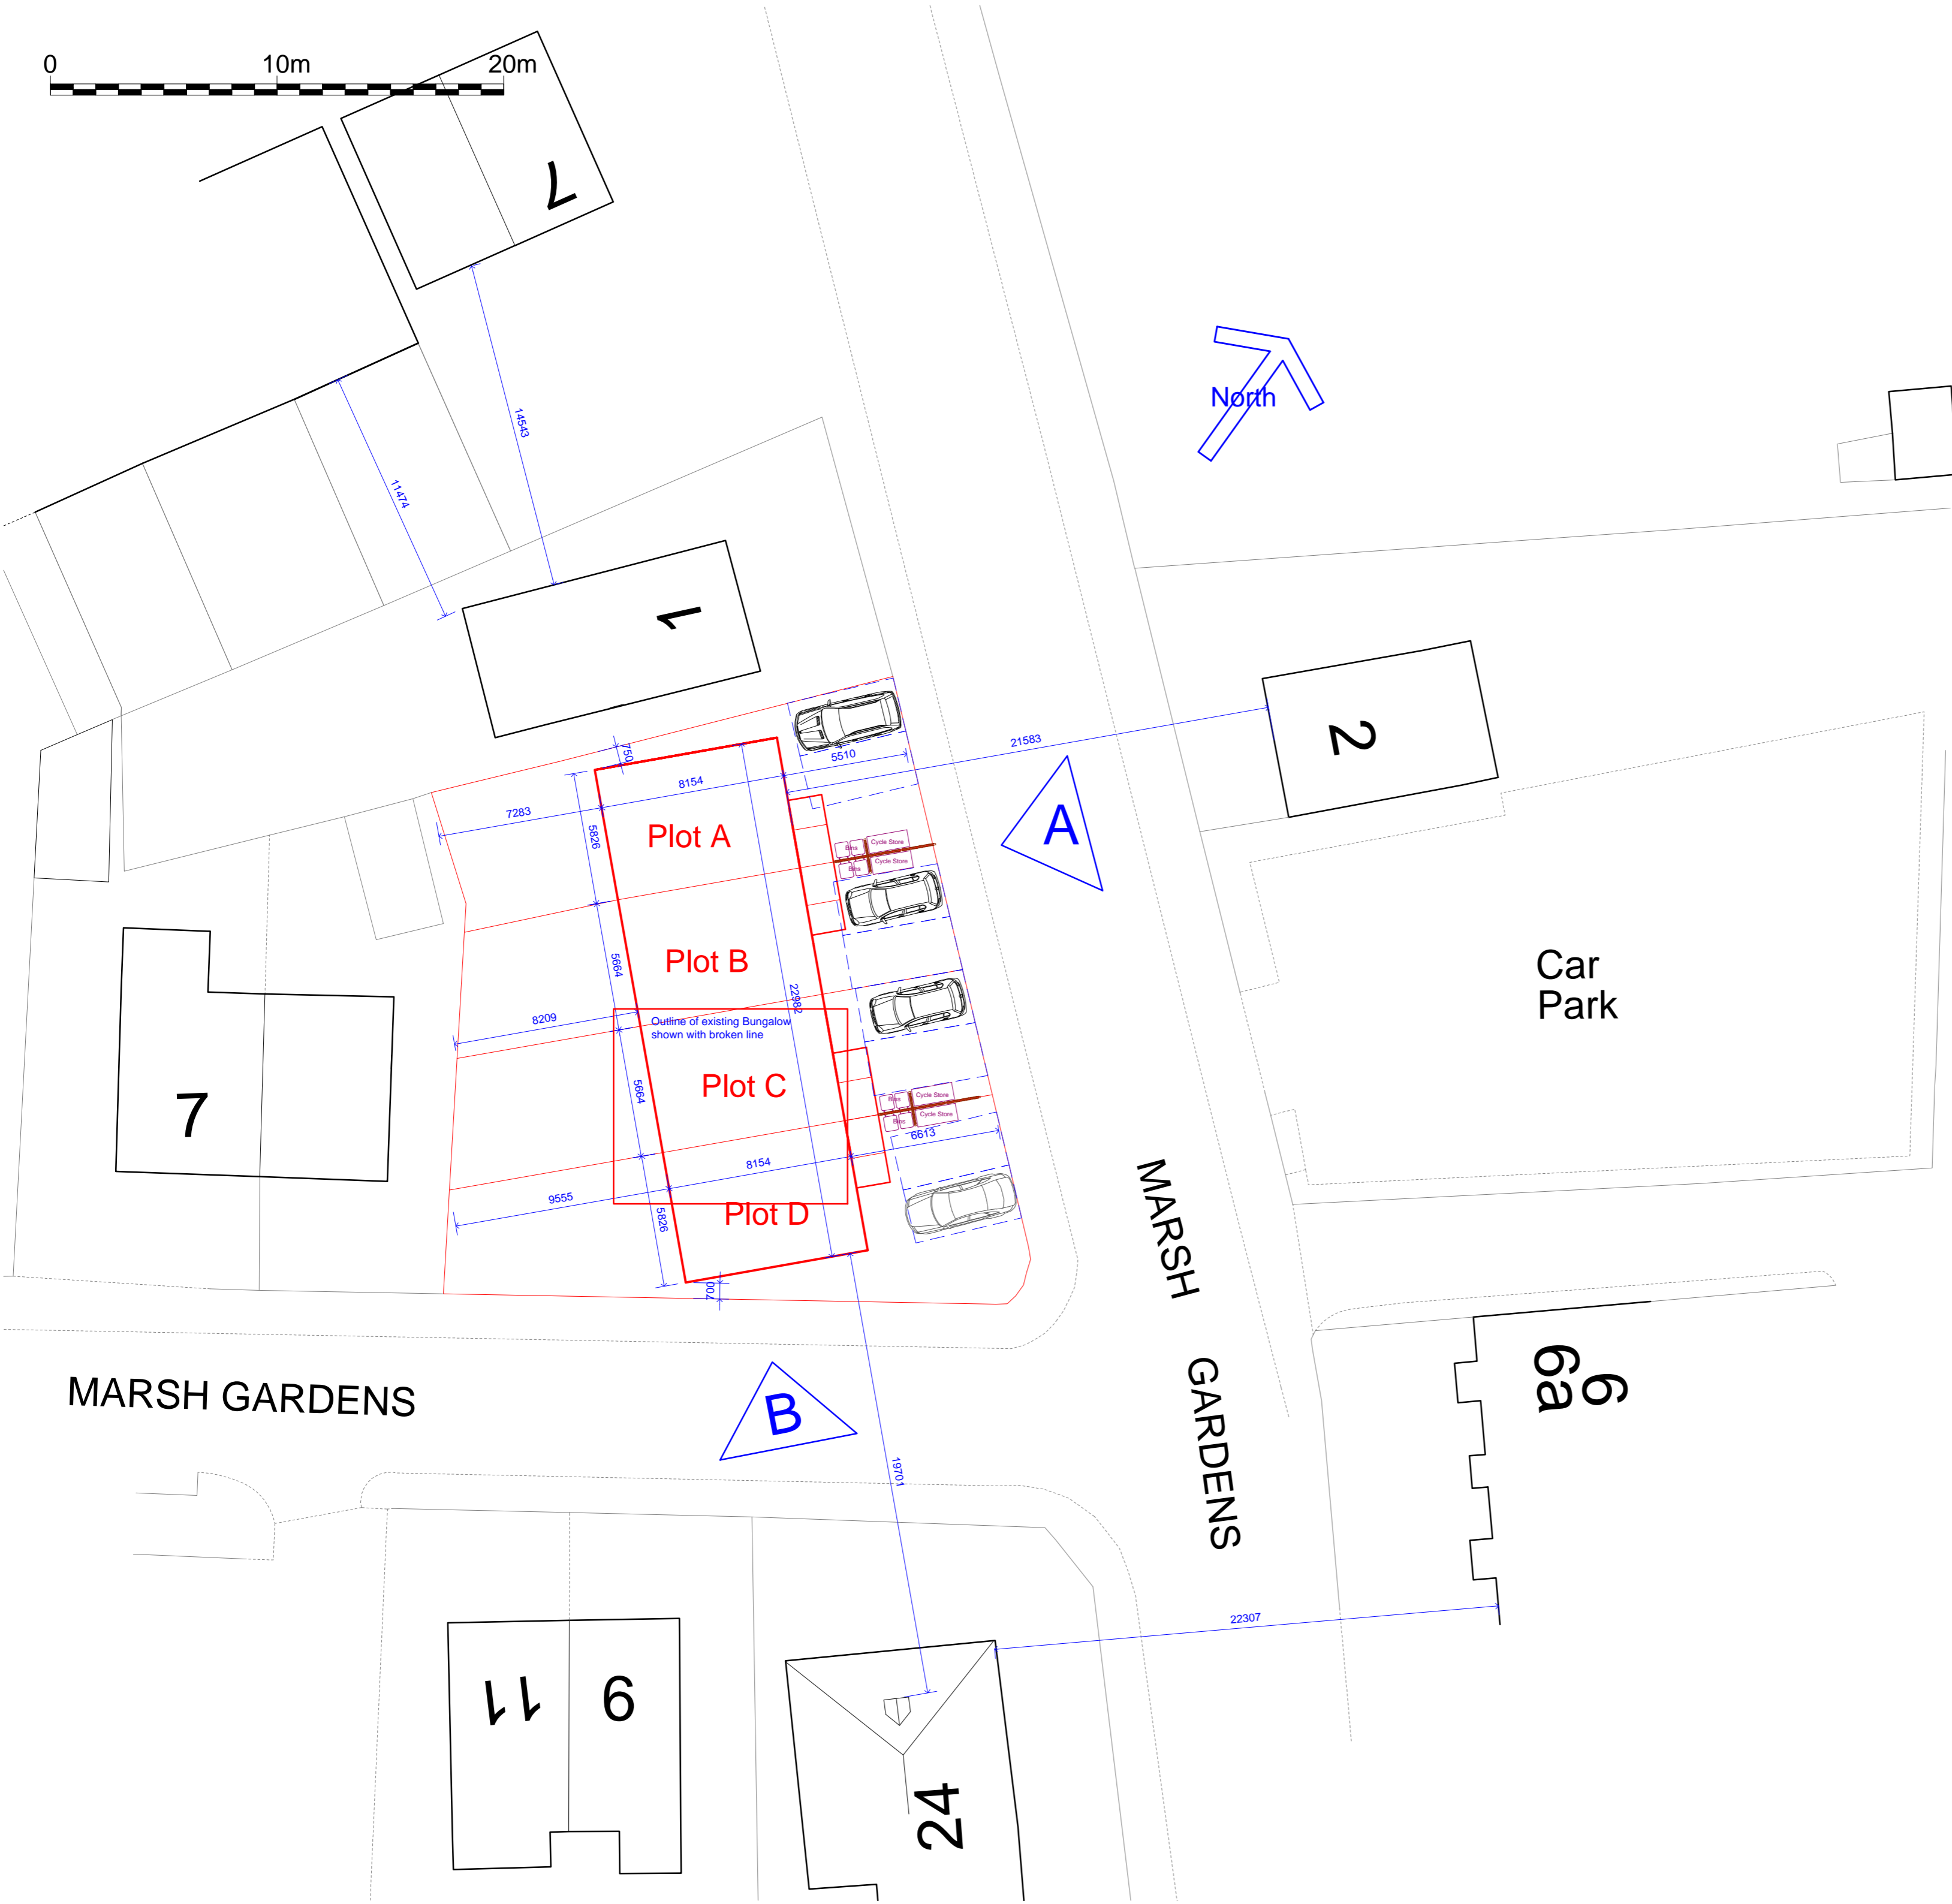 0 10m 20m
7
14543
North
11474
1
2
750
5510
21583
8154
7283
5826
Plot A
A
Bins Cycle Store
Bins Cycle Store
Plot B
5664
22982
Car
Park
8209
Outline of existing Bungalow
shown with broken line
7
5664
Plot C
Bins Cycle Store
Bins Cycle Store
6613
8154
9555
5826
Plot D
700
MARSH GARDENS
MARSH GARDENS
B
6
6a
19701
22307
11
9
24